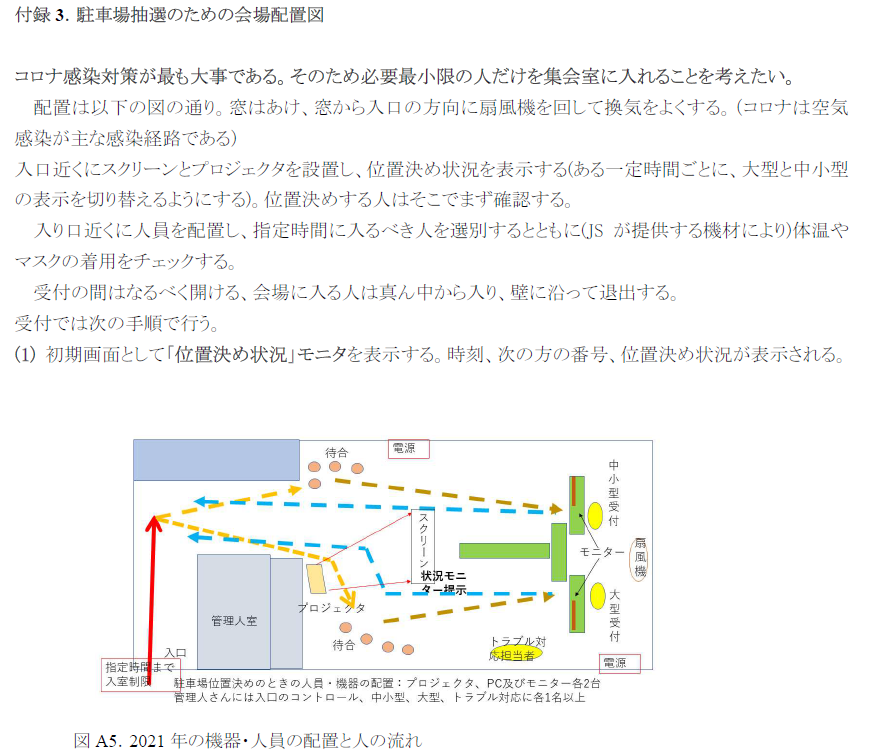 付録 3. 駐車場抽選のための会場配置図
コロナ感染対策が最も大事である。そのため必要最小限の人だけを集会室に入れることを考えたい。
配置は以下の図の通り。窓はあけ、窓から入口の方向に扇風機を回して換気をよくする。(コロナは空気
感染が主な感染経路である)
入口近くにスクリーンとプロジェクタを設置し、位置決め状況を表示する(ある一定時間ごとに、大型と中小型
の表示を切り替えるようにする)。位置決めする人はそこでまず確認する。
入り口近くに人員を配置し、指定時間に入るべき人を選別するとともに(JS が提供する機材により)体温や
マスクの着用をチェックする。
受付の間はなるべく開ける、会場に入る人は真ん中から入り、壁に沿って退出する。
受付では次の手順で行う。
(1) 初期画面として「位置決め状況」モニタを表示する。時刻、次の方の番号、位置決め状況が表示される。
待合
電源
中小型受付
スクリーン
モニター
扇風機
状況モニ
ター提示
プロジェクタ
大型受付
管理人室
待合
トラブル対
応担当者
入口
電源
指定時間まで
入室制限
駐車場位置決めのときの人員・機器の配置：プロジェクタ、PC及びモニター各2台
管理人さんには入口のコントロール、中小型、大型、トラブル対応に各1名以上
図 A5. 2021 年の機器・人員の配置と人の流れ